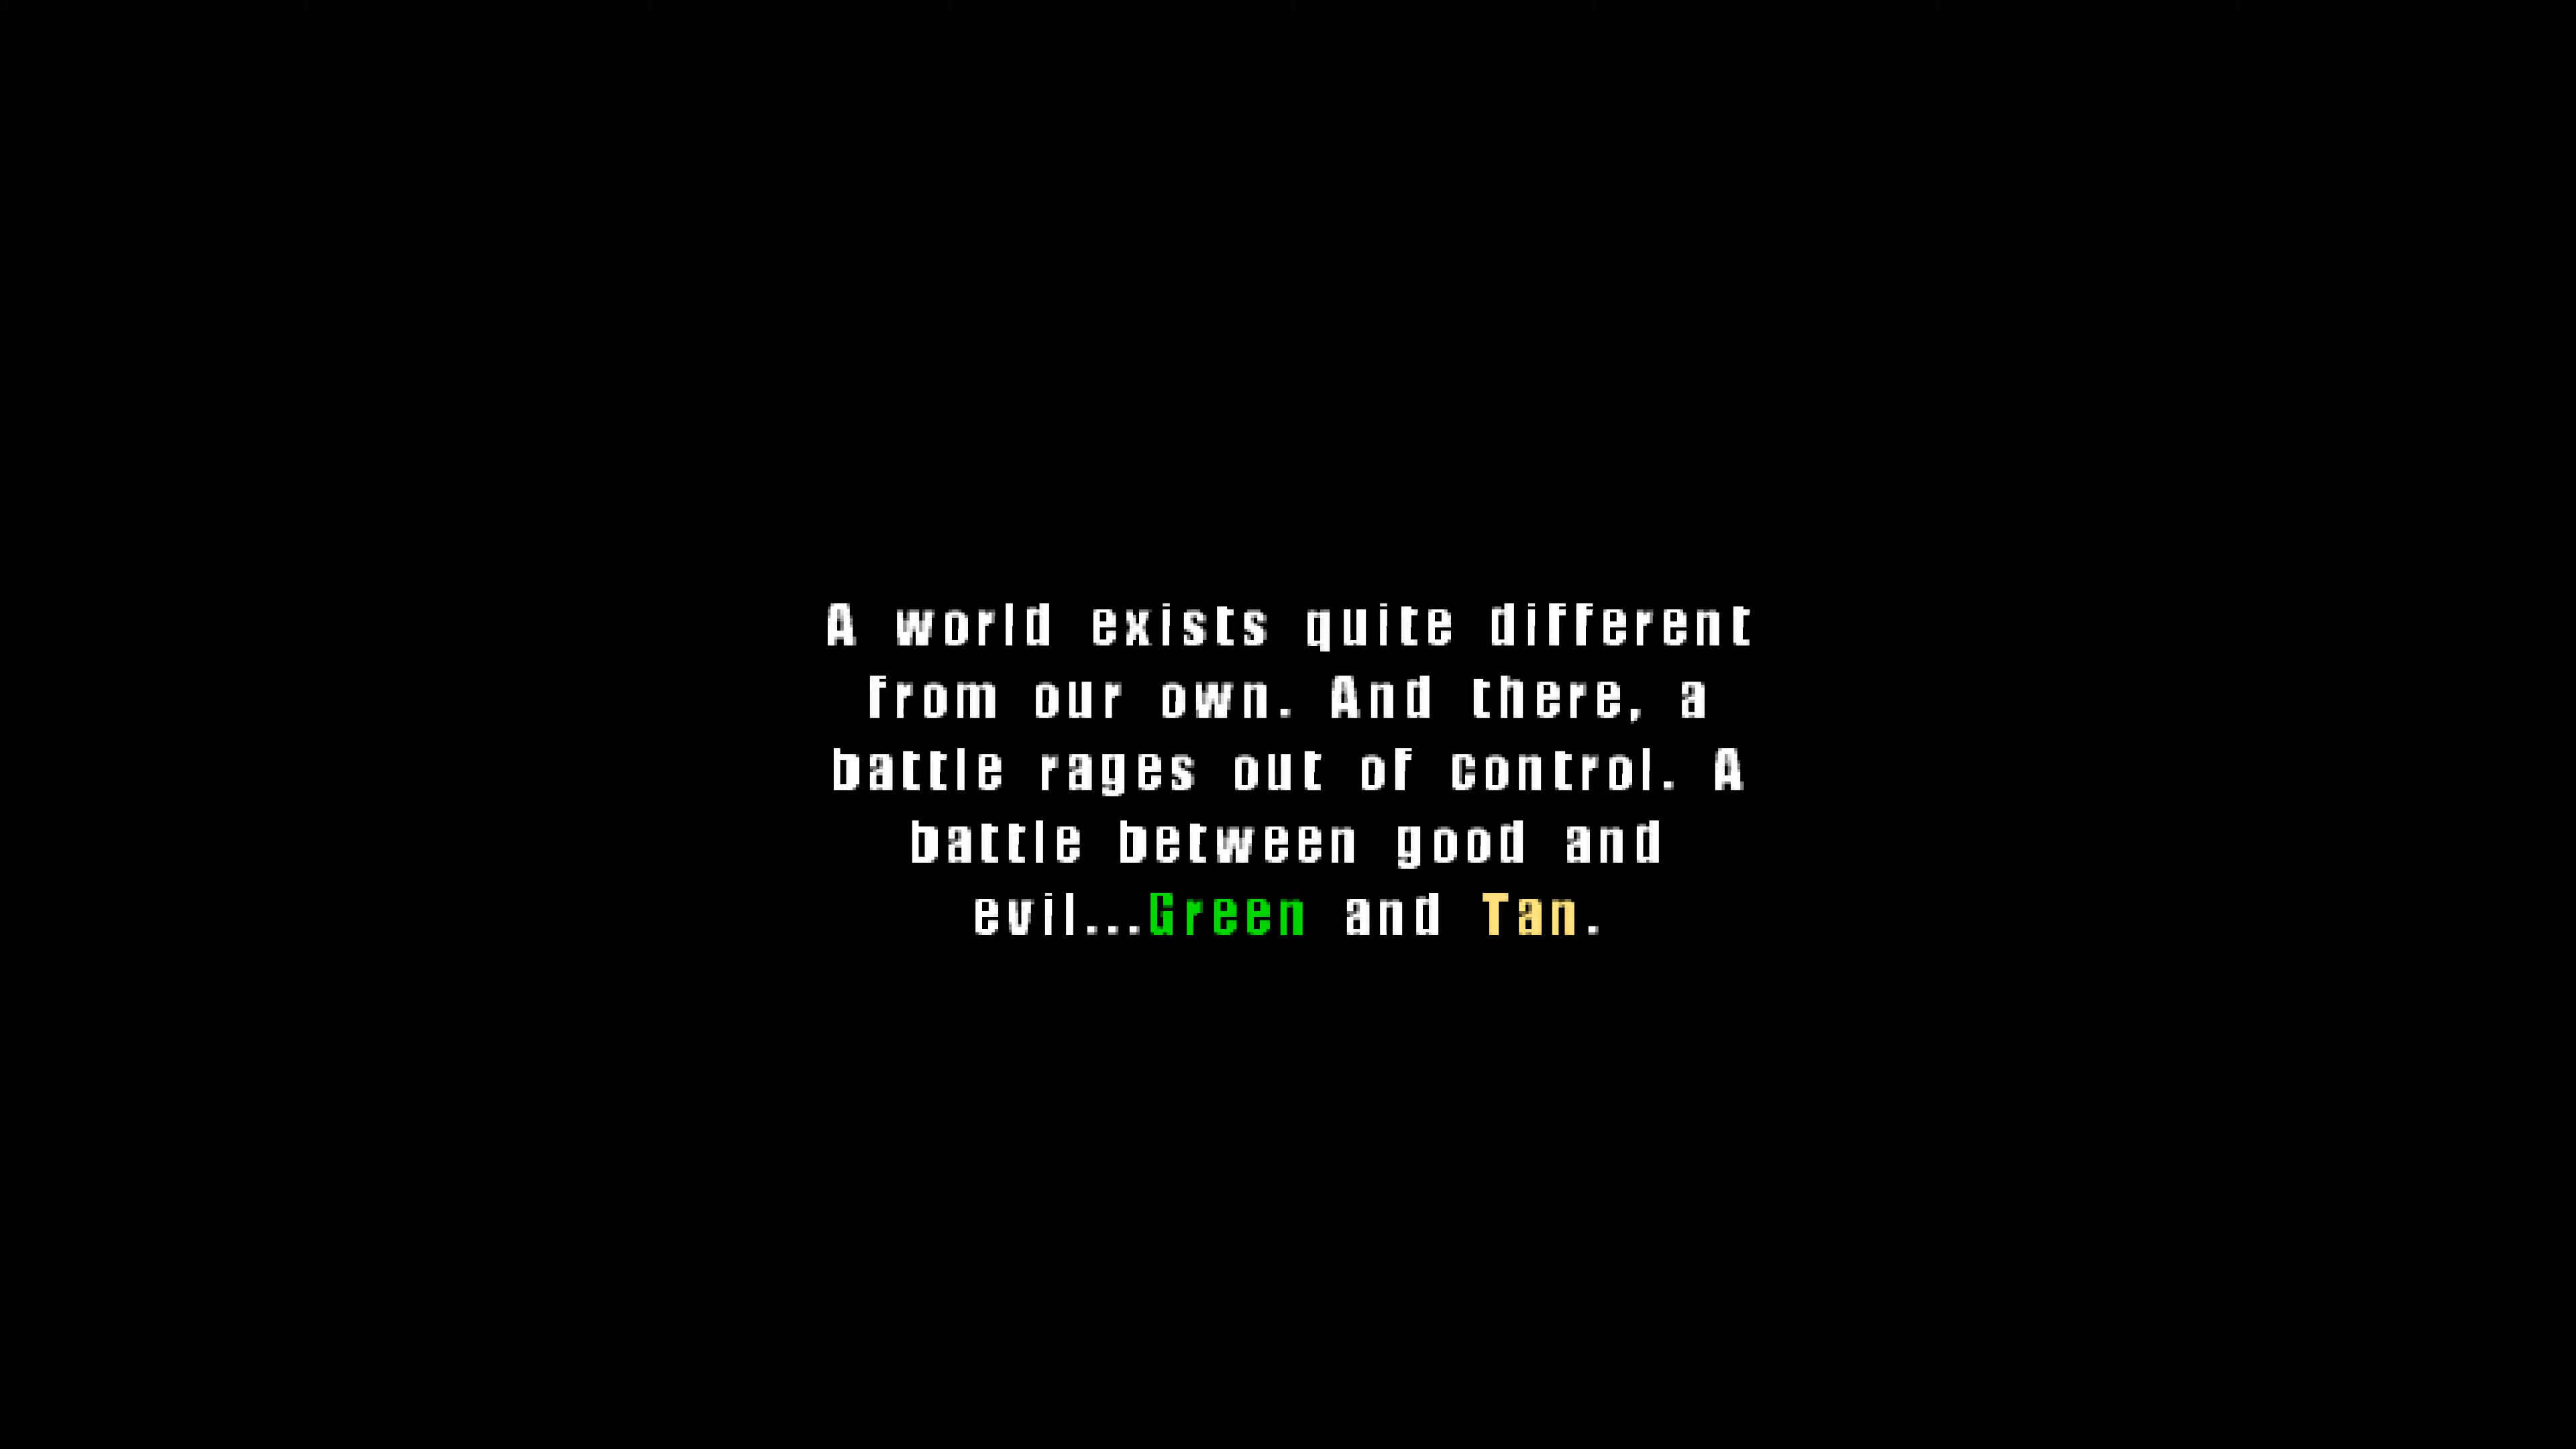 A world exists quite different
from our own. And there, a
battle rages out of control. A
battle between good and
evil...Green and Tan.